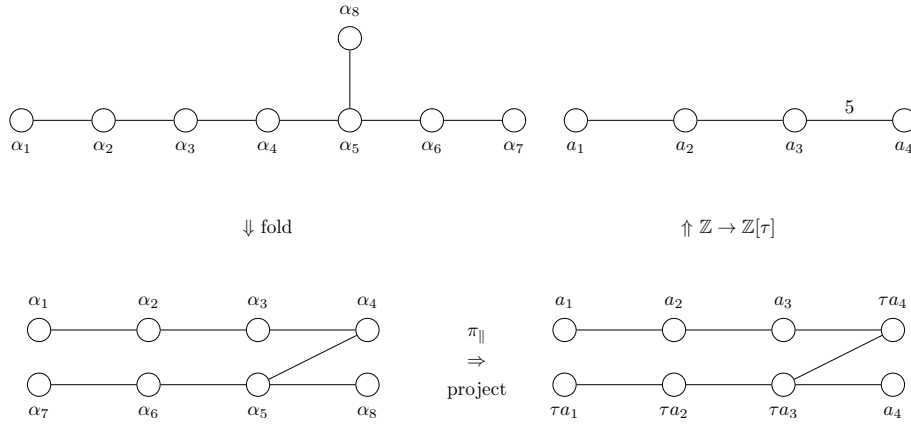 α₈
5
α₁ α₂ α₃ α₄ α₅ α₆ α₇ a₁ a₂ a₃ a₄
⇓ fold ⇑ ℤ → ℤ[τ]
α₁ α₂ α₃ α₄ a₁ a₂ a₃ τa₄
π∥
⇒
project
α₇ α₆ α₅ α₈ τa₁ τa₂ τa₃ a₄